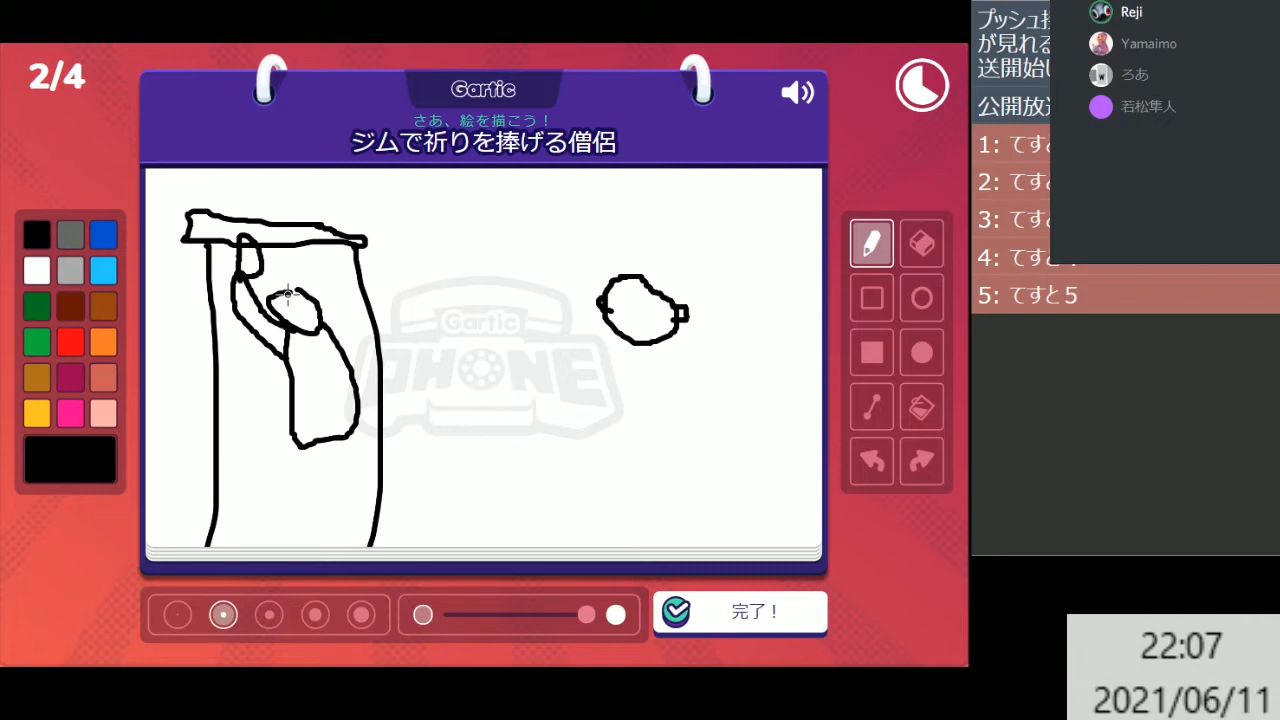 2/4
Gartic
さあ、絵を描こう!
ジムで祈りを捧げる僧侶
Gartic
PHONE
完了!
プッシュ
が見れる
送開始
公開放
1: てす
2: てす
3: てす
4: てす
5: てすと5
Reji
Yamaimo
ろあ
若松隼人
22:07
2021/06/11